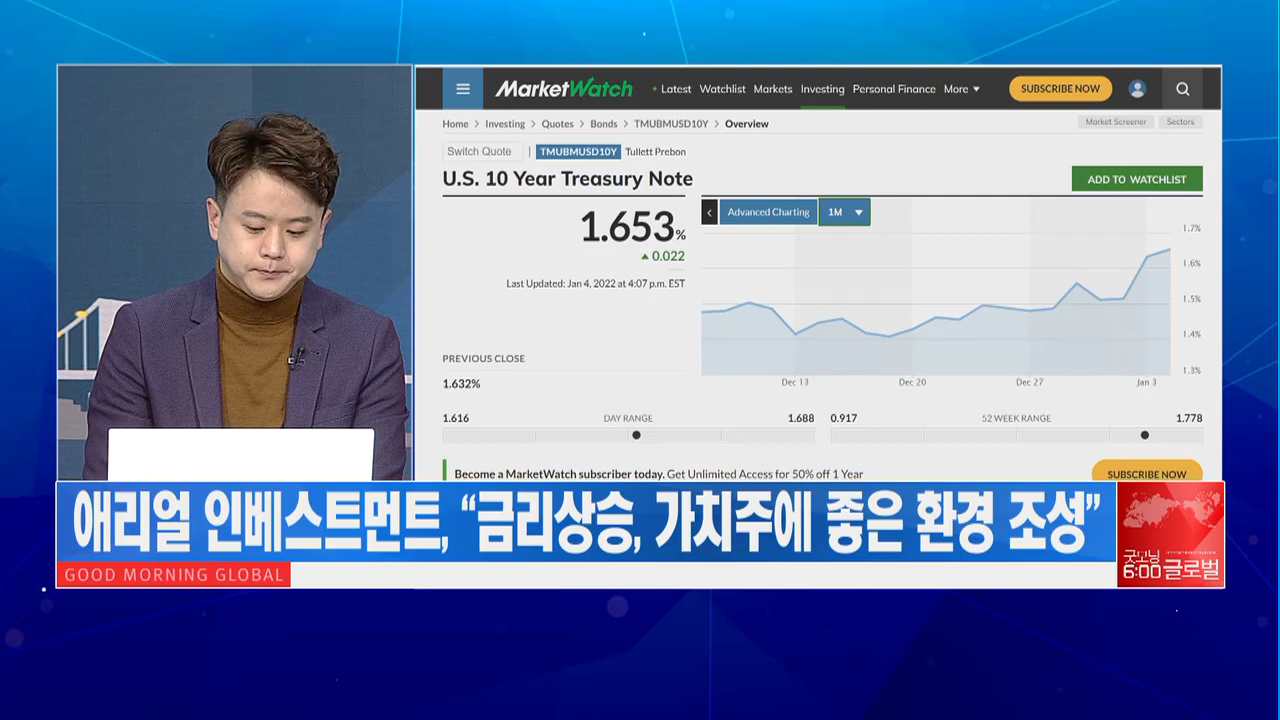 MarketWatch
Latest Watchlist Markets Investing Personal Finance More
SUBSCRIBE NOW
Home > Investing > Quotes > Bonds > TMUBMUSD10Y > Overview
Market Screener Sectors
Switch Quote | TMUBMUSD10Y Tullett Prebon
U.S. 10 Year Treasury Note
ADD TO WATCHLIST
1.653%
▲ 0.022
Last Updated: Jan 4, 2022 at 4:07 p.m. EST
PREVIOUS CLOSE
1.632%
Advanced Charting 1M
1.7%
1.6%
1.5%
1.4%
1.3%
Dec 13 Dec 20 Dec 27 Jan 3
1.616 DAY RANGE 1.688
0.917 52 WEEK RANGE 1.778
Become a MarketWatch subscriber today. Get Unlimited Access for 50% off 1 Year
SUBSCRIBE NOW
애리얼 인베스트먼트, “금리상승, 가치주에 좋은 환경 조성”
GOOD MORNING GLOBAL
굿모닝
6:00 글로벌